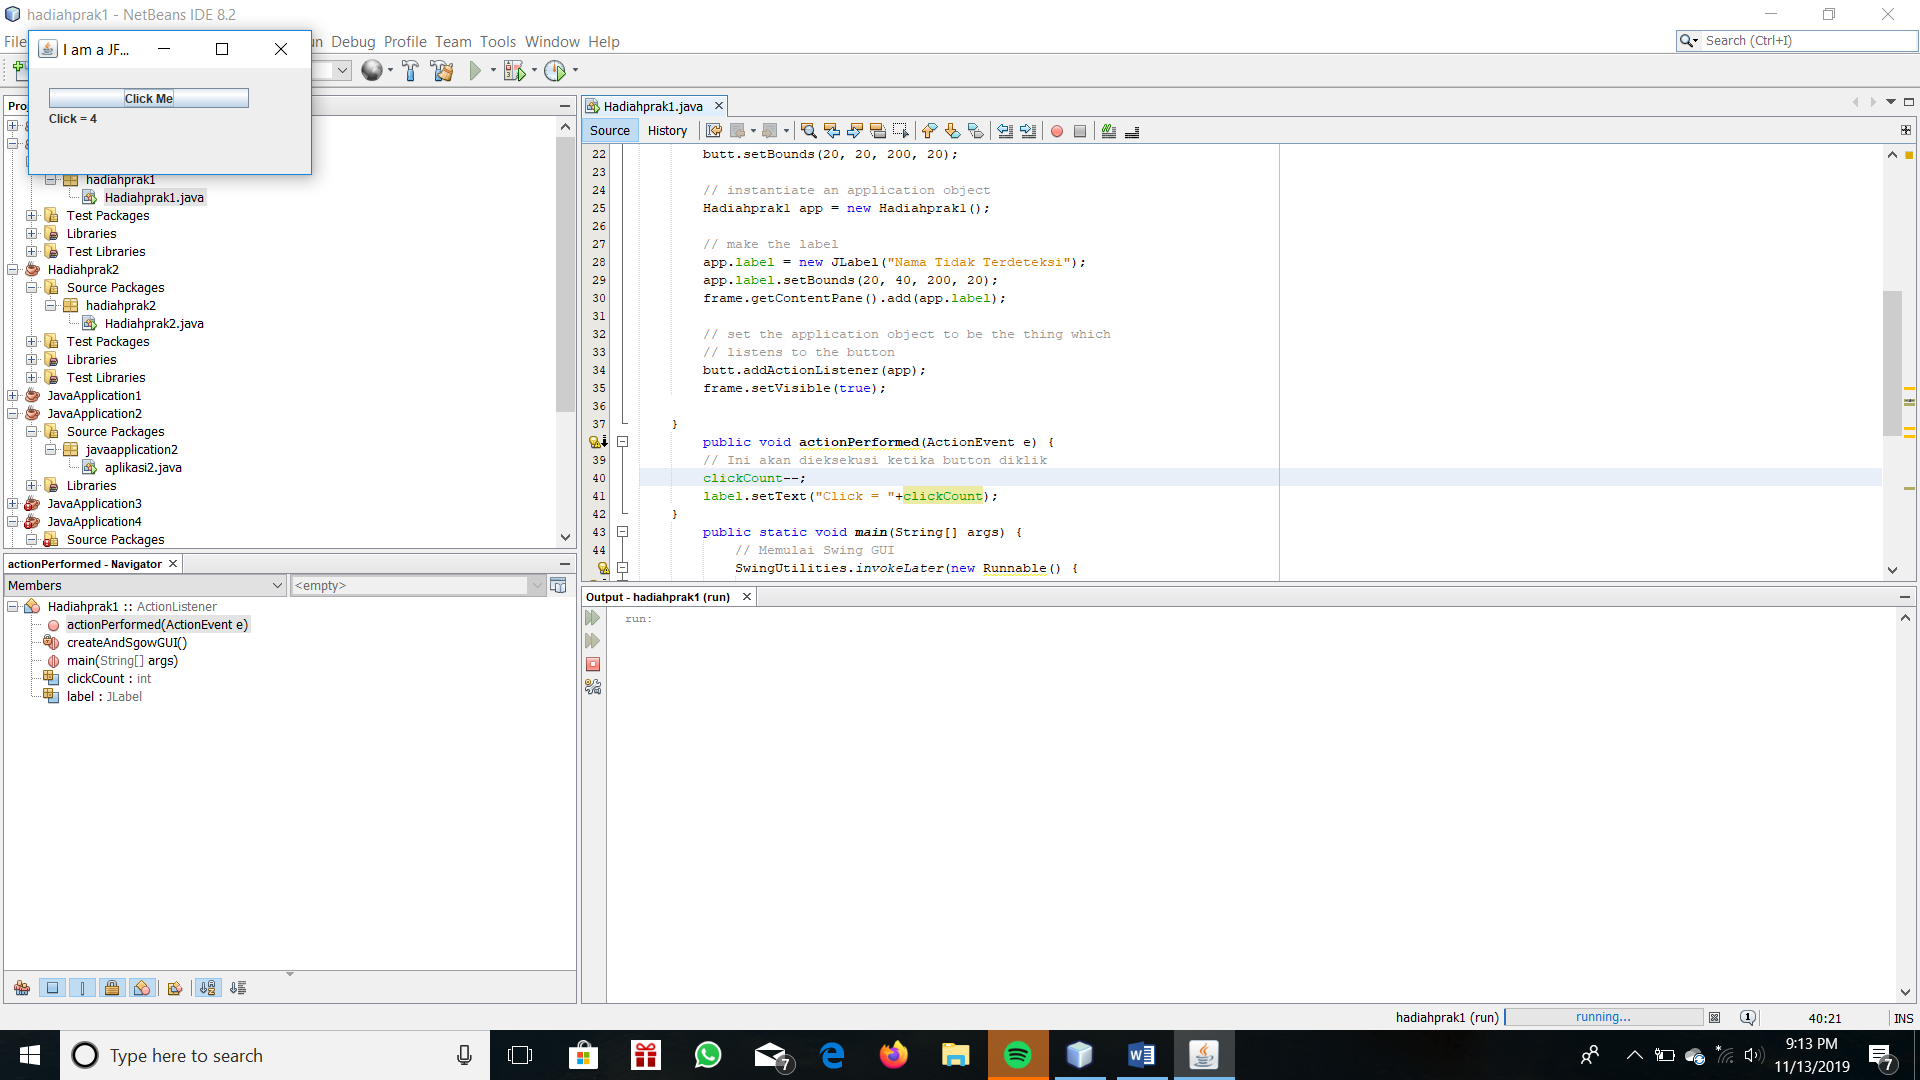 hadiahprak1 - NetBeans IDE 8.2
File
un Debug Profile Team Tools Window Help
Search (Ctrl+I)
I am a JF...
Click Me
Click = 4
Pro
hadiahprak1
Hadiahprak1.java
Test Packages
Libraries
Test Libraries
Hadiahprak2
Source Packages
hadiahprak2
Hadiahprak2.java
Test Packages
Libraries
Test Libraries
JavaApplication1
JavaApplication2
Source Packages
javaapplication2
aplikasi2.java
Libraries
JavaApplication3
JavaApplication4
Source Packages
actionPerformed - Navigator
Members
<empty>
Hadiahprak1 :: ActionListener
actionPerformed(ActionEvent e)
createAndSgowGUI()
main(String[] args)
clickCount : int
label : JLabel
Hadiahprak1.java
Source History
22 butt.setBounds(20, 20, 200, 20);
23
24 // instantiate an application object
25 Hadiahprak1 app = new Hadiahprak1();
26
27 // make the label
28 app.label = new JLabel("Nama Tidak Terdeteksi");
29 app.label.setBounds(20, 40, 200, 20);
30 frame.getContentPane().add(app.label);
31
32 // set the application object to be the thing which
33 // listens to the button
34 butt.addActionListener(app);
35 frame.setVisible(true);
36
37 }
public void actionPerformed(ActionEvent e) {
39 // Ini akan dieksekusi ketika button diklik
40 clickCount--;
41 label.setText("Click = "+clickCount);
42 }
43 public static void main(String[] args) {
44 // Memulai Swing GUI
SwingUtilities.invokeLater(new Runnable() {
Output - hadiahprak1 (run)
run:
hadiahprak1 (run)
running...
1
40:21
INS
Type here to search
7
9:13 PM
11/13/2019
7